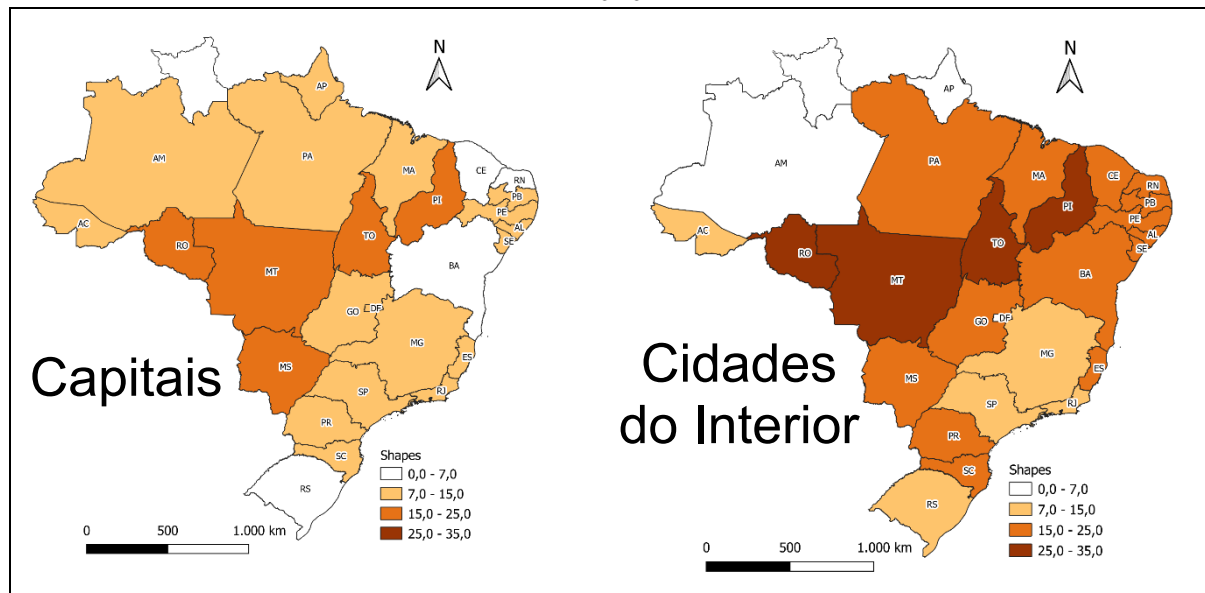 N
AP
AM
PA
MA
CE
RN
PB
PE
AL
SE
PI
AC
RO
TO
MT
BA
GO
DF
MG
ES
MS
SP
RJ
PR
SC
RS
Capitais
Shapes
0,0 - 7,0
7,0 - 15,0
15,0 - 25,0
25,0 - 35,0
0 500 1.000 km
N
AP
AM
PA
MA
CE
RN
PB
PE
AL
SE
PI
AC
RO
TO
MT
BA
GO
DF
MG
ES
MS
SP
RJ
PR
SC
RS
Cidades
do Interior
Shapes
0,0 - 7,0
7,0 - 15,0
15,0 - 25,0
25,0 - 35,0
0 500 1.000 km